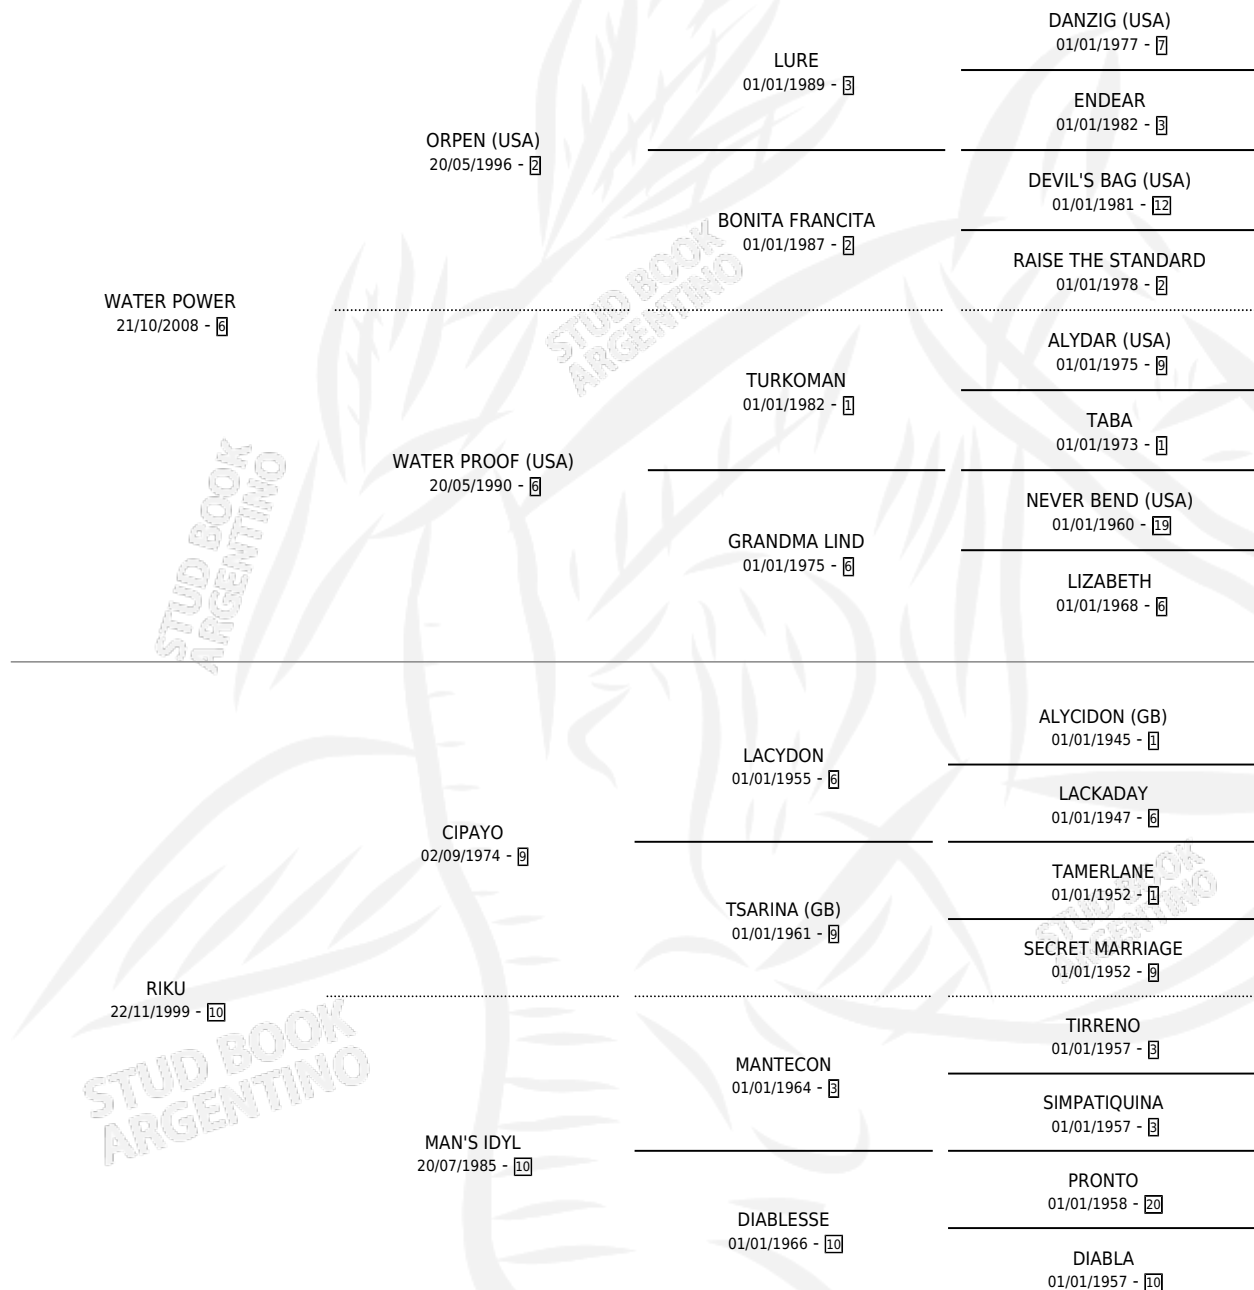 DANZIG (USA)
01/01/1977 - 7
LURE
01/01/1989 - 3
ENDEAR
01/01/1982 - 3
ORPEN (USA)
20/05/1996 - 2
DEVIL'S BAG (USA)
01/01/1981 - 12
BONITA FRANCITA
01/01/1987 - 2
RAISE THE STANDARD
01/01/1978 - 2
WATER POWER
21/10/2008 - 6
ALYDAR (USA)
01/01/1975 - 9
TURKOMAN
01/01/1982 - 1
TABA
01/01/1973 - 1
WATER PROOF (USA)
20/05/1990 - 6
NEVER BEND (USA)
01/01/1960 - 19
GRANDMA LIND
01/01/1975 - 6
LIZABETH
01/01/1968 - 6
ALYCIDON (GB)
01/01/1945 - 1
LACYDON
01/01/1955 - 6
LACKADAY
01/01/1947 - 6
CIPAYO
02/09/1974 - 9
TAMERLANE
01/01/1952 - 1
TSARINA (GB)
01/01/1961 - 9
SECRET MARRIAGE
01/01/1952 - 9
RIKU
22/11/1999 - 10
TIRRENO
01/01/1957 - 3
MANTECON
01/01/1964 - 3
SIMPATIQUINA
01/01/1957 - 3
MAN'S IDYL
20/07/1985 - 10
PRONTO
01/01/1958 - 20
DIABLESSE
01/01/1966 - 10
DIABLA
01/01/1957 - 10
STUD BOOK
ARGENTINO
STUD BOOK
ARGENTINO
STUD BOOK
ARGENTINO
STUD BOOK
ARGENTINO